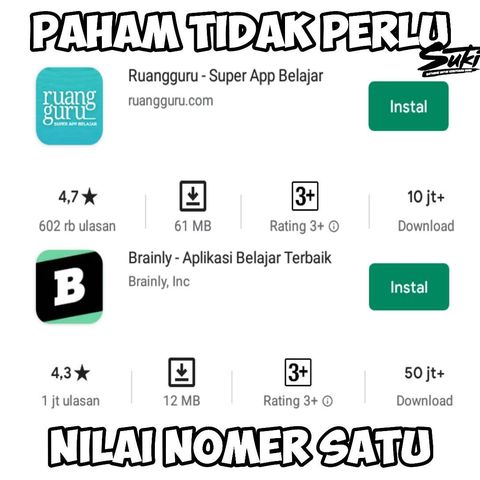 PAHAM TIDAK PERLU
Suki
Ruangguru - Super App Belajar
ruangguru.com
Instal
ruang
guru
SUPER APP BELAJAR
4,7★
602 rb ulasan
61 MB
3+
Rating 3+
10 jt+
Download
Brainly - Aplikasi Belajar Terbaik
Brainly, Inc
Instal
B
4,3★
1 jt ulasan
12 MB
3+
Rating 3+
50 jt+
Download
NILAI NOMER SATU